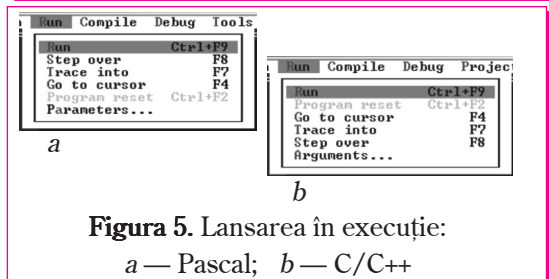 Run Compile Debug Tools
Run Ctrl+F9
Step over F8
Trace into F7
Go to cursor F4
Program reset Ctrl+F2
Parameters...
a
Run Compile Debug Projec
Run Ctrl+F9
Program reset Ctrl+F2
Go to cursor F4
Trace into F7
Step over F8
Arguments...
b
Figura 5. Lansarea în execuție:
a — Pascal; b — C/C++